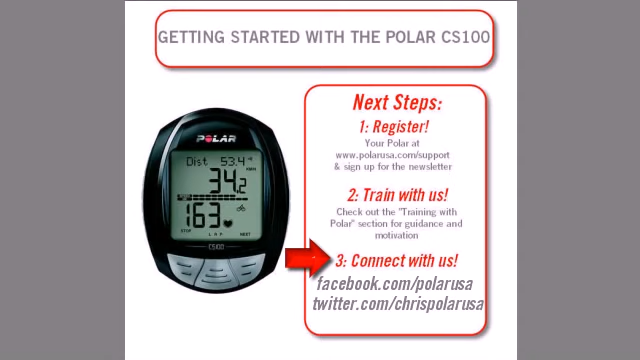 GETTING STARTED WITH THE POLAR CS100
Next Steps:
1: Register!
Your Polar at
www.polarusa.com/support
& sign up for the newsletter
2: Train with us!
Check out the "Training with
Polar" section for guidance and
motivation
3: Connect with us!
facebook.com/polarusa
twitter.com/chrispolarusa
POLAR
Dist 53.4
34.2
163
STOP LAP NEXT
CS100